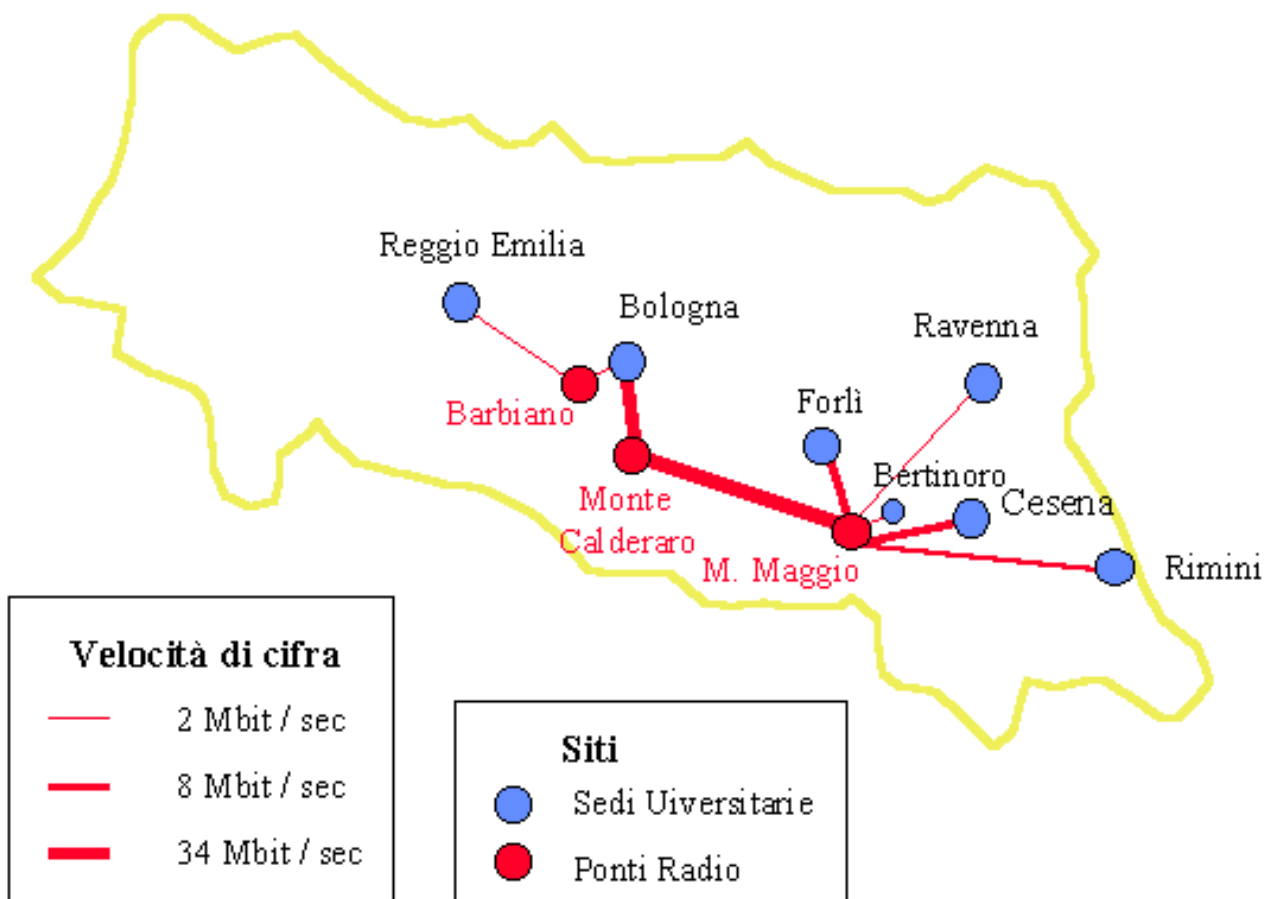 Reggio Emilia
Bologna
Ravenna
Barbiano
Forlì
Bertinoro
Cesena
Monte
Calderaro
M. Maggio
Rimini
Velocità di cifra
2 Mbit / sec
8 Mbit / sec
34 Mbit / sec
Siti
Sedi Uiversitarie
Ponti Radio